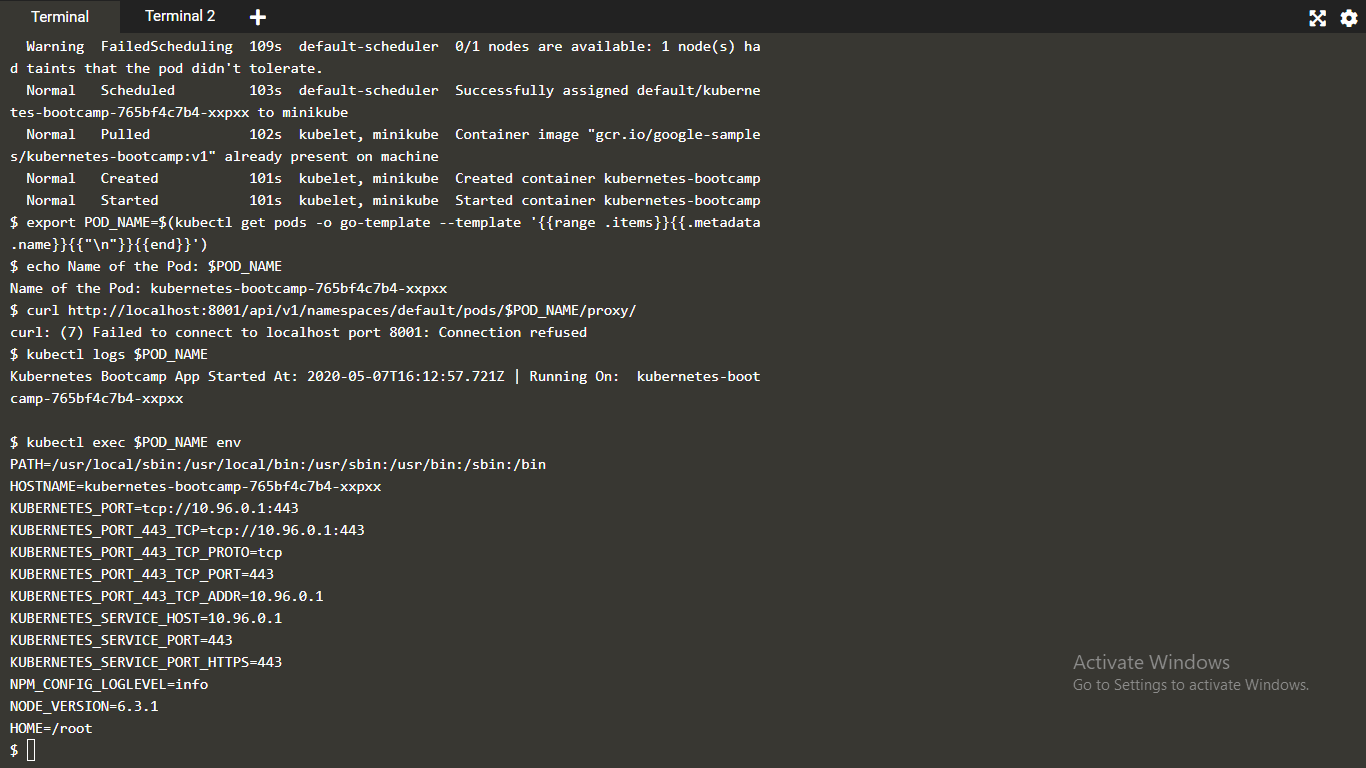 Terminal
Terminal 2
  Warning  FailedScheduling  109s  default-scheduler  0/1 nodes are available: 1 node(s) ha
d taints that the pod didn't tolerate.
  Normal   Scheduled         103s  default-scheduler  Successfully assigned default/kuberne
tes-bootcamp-765bf4c7b4-xxpxx to minikube
  Normal   Pulled            102s  kubelet, minikube  Container image "gcr.io/google-sample
s/kubernetes-bootcamp:v1" already present on machine
  Normal   Created           101s  kubelet, minikube  Created container kubernetes-bootcamp
  Normal   Started           101s  kubelet, minikube  Started container kubernetes-bootcamp
$ export POD_NAME=$(kubectl get pods -o go-template --template '{{range .items}}{{.metadata
.name}}{{"\n"}}{{end}}')
$ echo Name of the Pod: $POD_NAME
Name of the Pod: kubernetes-bootcamp-765bf4c7b4-xxpxx
$ curl http://localhost:8001/api/v1/namespaces/default/pods/$POD_NAME/proxy/
curl: (7) Failed to connect to localhost port 8001: Connection refused
$ kubectl logs $POD_NAME
Kubernetes Bootcamp App Started At: 2020-05-07T16:12:57.721Z | Running On:  kubernetes-boot
camp-765bf4c7b4-xxpxx
$ kubectl exec $POD_NAME env
PATH=/usr/local/sbin:/usr/local/bin:/usr/sbin:/usr/bin:/sbin:/bin
HOSTNAME=kubernetes-bootcamp-765bf4c7b4-xxpxx
KUBERNETES_PORT=tcp://10.96.0.1:443
KUBERNETES_PORT_443_TCP=tcp://10.96.0.1:443
KUBERNETES_PORT_443_TCP_PROTO=tcp
KUBERNETES_PORT_443_TCP_PORT=443
KUBERNETES_PORT_443_TCP_ADDR=10.96.0.1
KUBERNETES_SERVICE_HOST=10.96.0.1
KUBERNETES_SERVICE_PORT=443
KUBERNETES_SERVICE_PORT_HTTPS=443
NPM_CONFIG_LOGLEVEL=info
NODE_VERSION=6.3.1
HOME=/root
$
Activate Windows
Go to Settings to activate Windows.